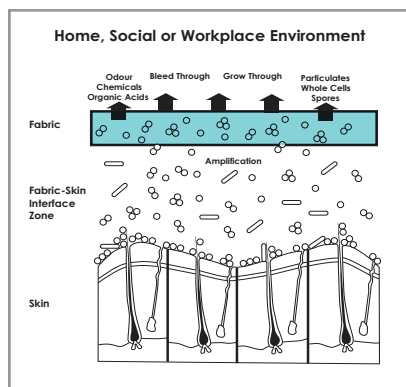 Home, Social or Workplace Environment
Odour
Chemicals
Organic Acids
Bleed Through
Grow Through
Particulates
Whole Cells
Spores
Fabric
Amplification
Fabric-Skin
Interface
Zone
Skin